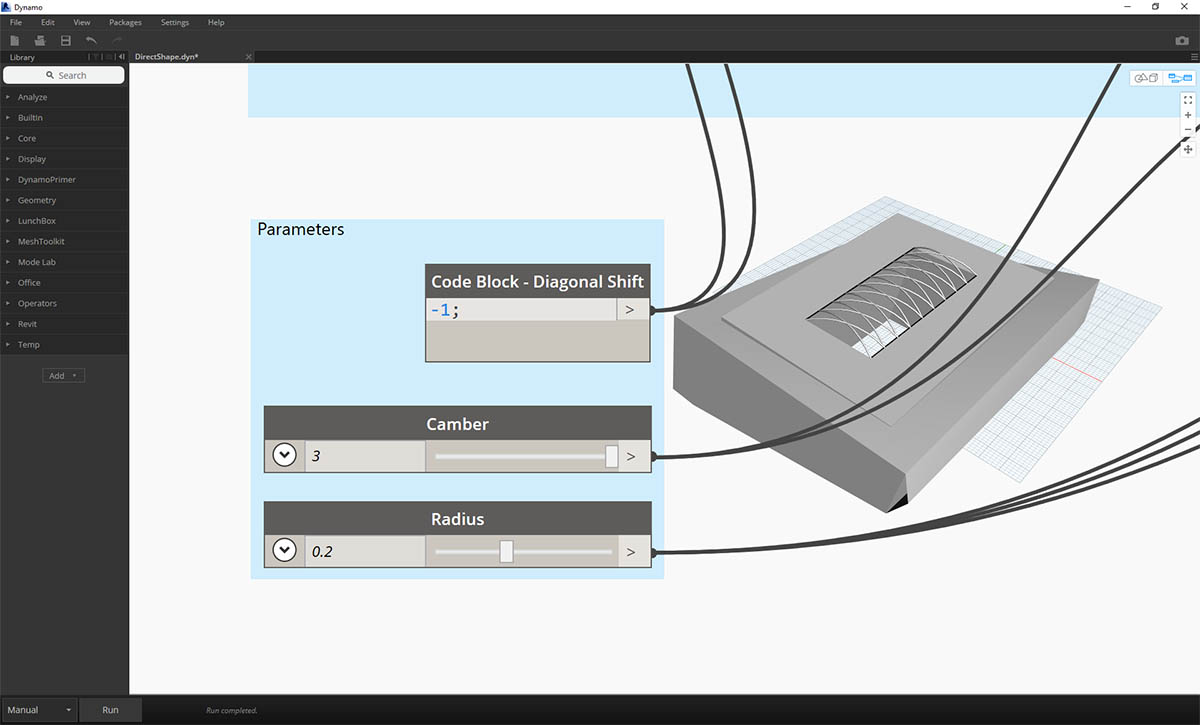 Dynamo
File Edit View Packages Settings Help
Library
DirectShape.dyn*
Search
Analyze
BuiltIn
Core
Display
DynamoPrimer
Geometry
LunchBox
MeshToolkit
Mode Lab
Office
Operators
Revit
Temp
Add
Parameters
Code Block - Diagonal Shift
-1; >
Camber
3 >
Radius
0.2 >
Manual Run Run completed.